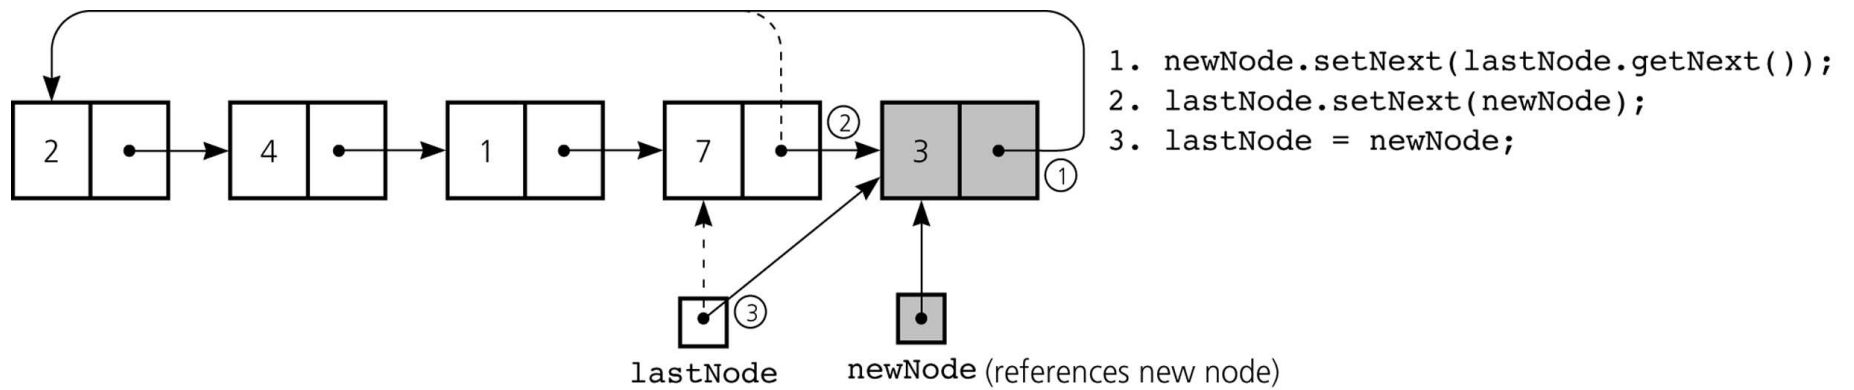 1. newNode.setNext(lastNode.getNext());
2. lastNode.setNext(newNode);
3. lastNode = newNode;
2 4 1 7 ② 3 ①
③
lastNode newNode (references new node)